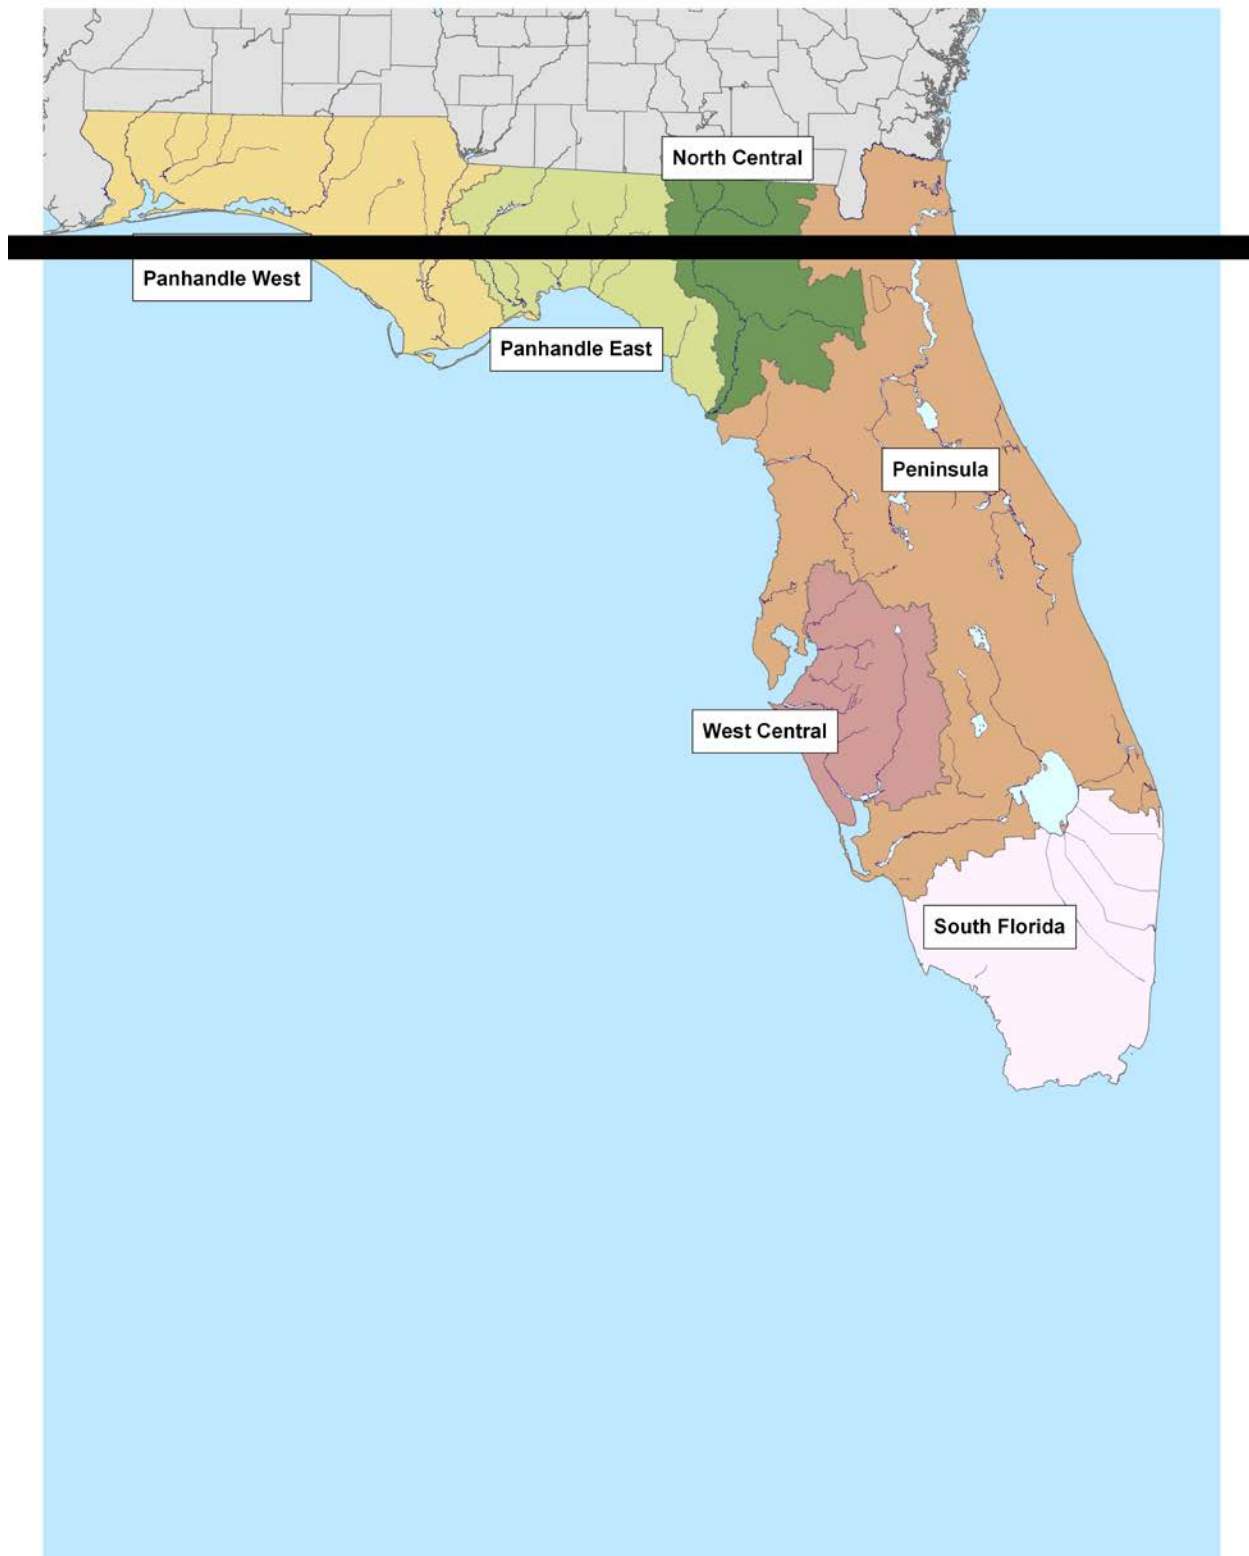 North Central
Panhandle West
Panhandle East
Peninsula
West Central
South Florida